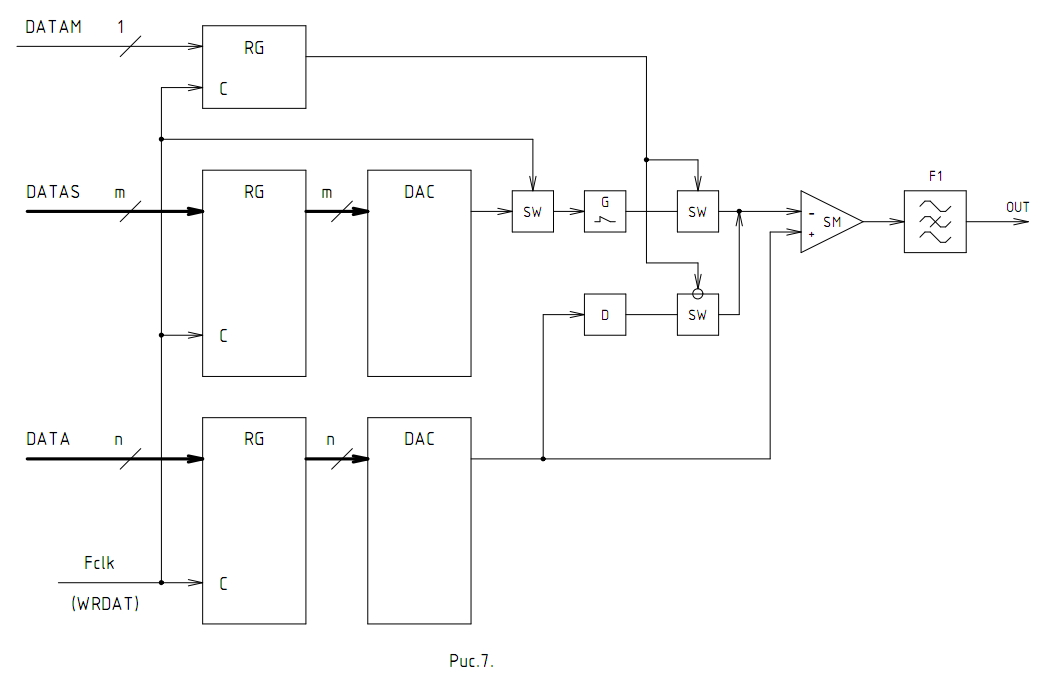 DATAM 1
RG
C
DATAS m
RG
m
DAC
C
SW
G
SW
- SM
+
F1
OUT
D
SW
DATA n
RG
n
DAC
Fclk
(WRDAT)
C
Рис.7.